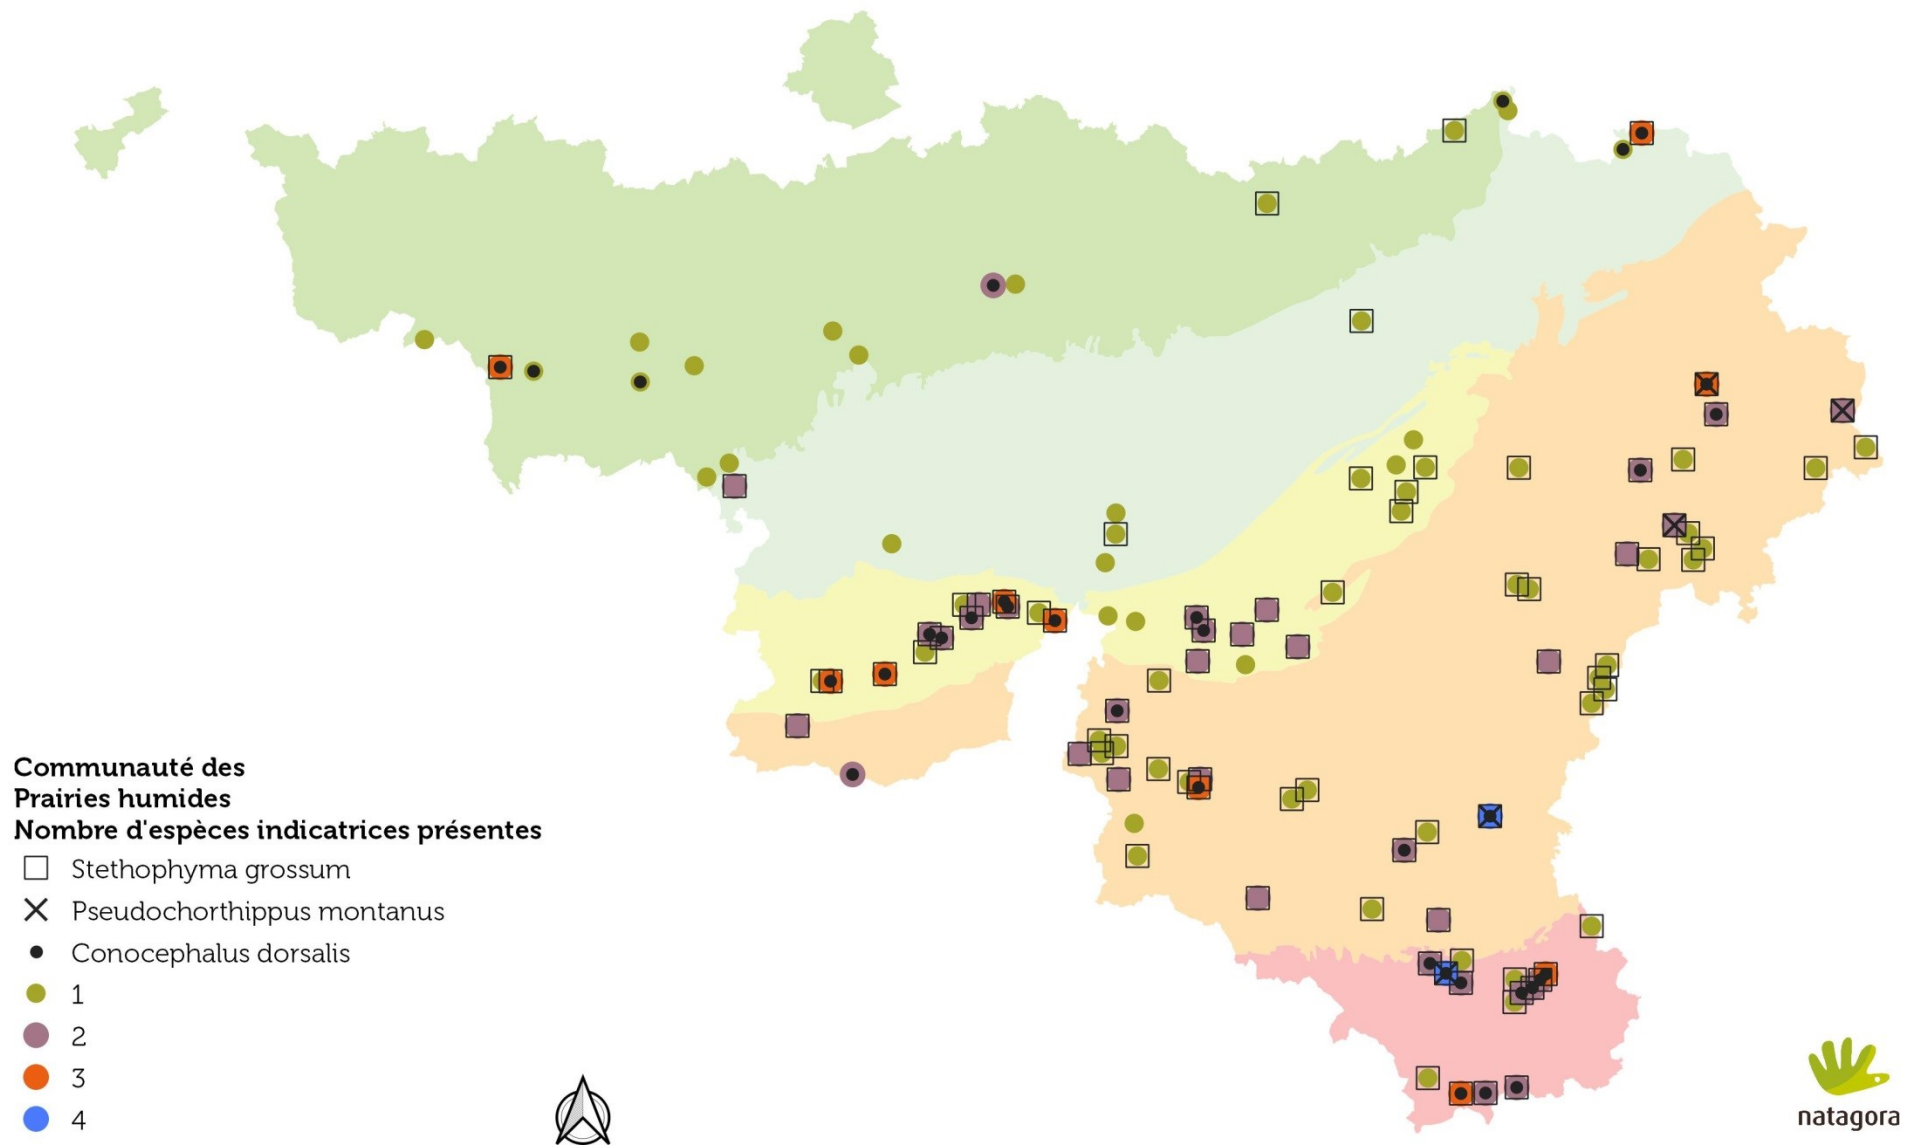 Communauté des
Prairies humides
Nombre d'espèces indicatrices présentes
Stethophyma grossum
Pseudochorthippus montanus
Conocephalus dorsalis
1
2
3
4
natagora